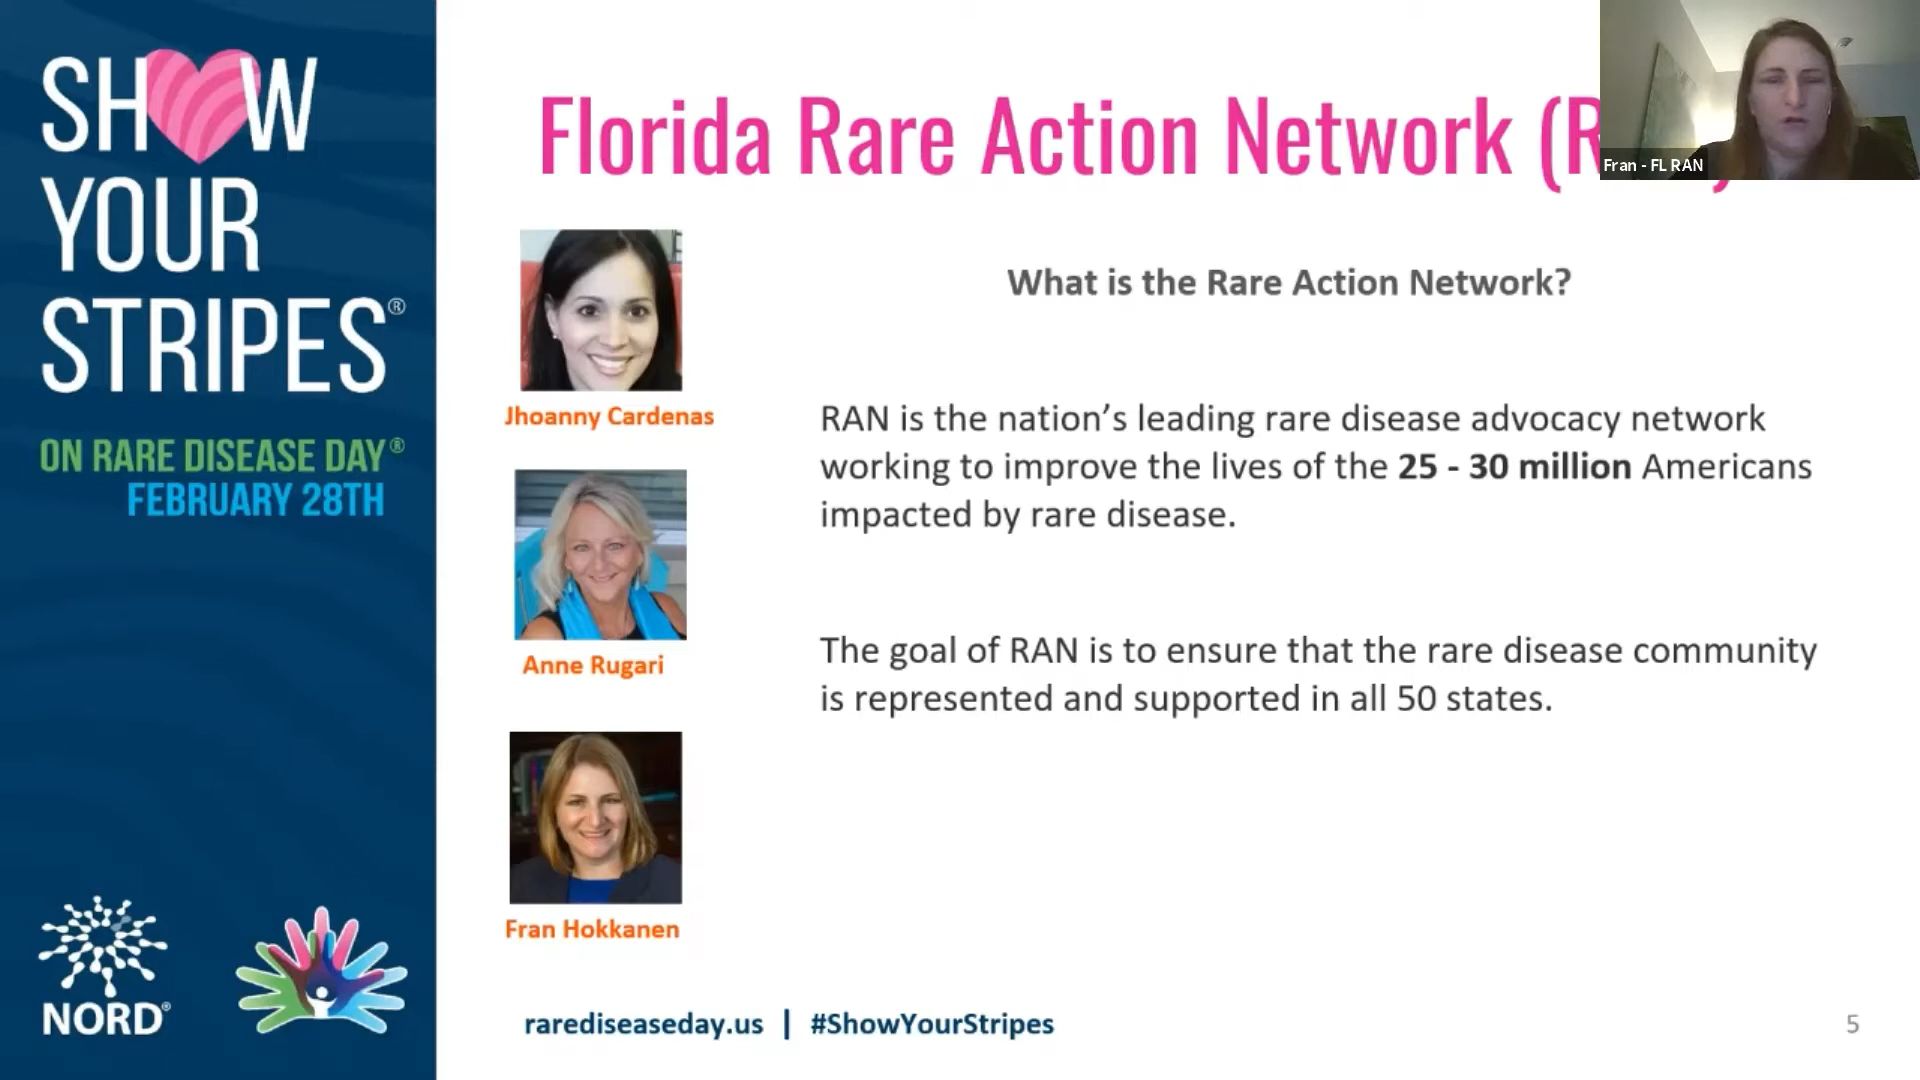 SHOW
YOUR
STRIPES®
ON RARE DISEASE DAY®
FEBRUARY 28TH
NORD®
Florida Rare Action Network
Fran - FL RAN
Jhoanny Cardenas
Anne Rugari
Fran Hokkanen
What is the Rare Action Network?
RAN is the nation’s leading rare disease advocacy network
working to improve the lives of the 25 - 30 million Americans
impacted by rare disease.
The goal of RAN is to ensure that the rare disease community
is represented and supported in all 50 states.
rarediseaseday.us | #ShowYourStripes
5